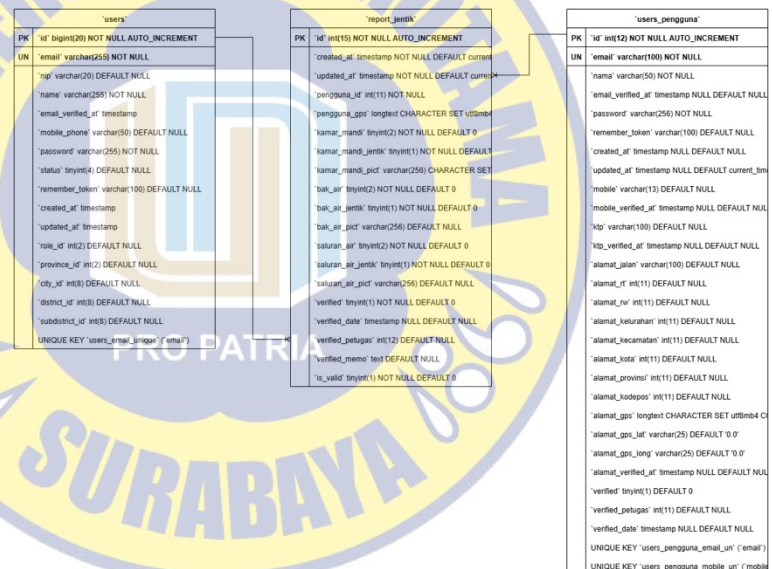 `users`
PK `id` bigint(20) NOT NULL AUTO_INCREMENT
UN `email` varchar(255) NOT NULL
`nip` varchar(20) DEFAULT NULL
`name` varchar(255) NOT NULL
`email_verified_at` timestamp
`mobile_phone` varchar(50) DEFAULT NULL
`password` varchar(255) NOT NULL
`status` tinyint(4) DEFAULT NULL
`remember_token` varchar(100) DEFAULT NULL
`created_at` timestamp
`updated_at` timestamp
`role_id` int(2) DEFAULT NULL
`province_id` int(2) DEFAULT NULL
`city_id` int(8) DEFAULT NULL
`district_id` int(8) DEFAULT NULL
`subdistrict_id` int(8) DEFAULT NULL
UNIQUE KEY `users_email_unique` (`email`)
`report_jentik`
PK `id` int(15) NOT NULL AUTO_INCREMENT
`created_at` timestamp NOT NULL DEFAULT current
`updated_at` timestamp NOT NULL DEFAULT curren
`pengguna_id` int(11) NOT NULL
`pengguna_gps` longtext CHARACTER SET utf8mb4
`kamar_mandi` tinyint(2) NOT NULL DEFAULT 0
`kamar_mandi_jentik` tinyint(1) NOT NULL DEFAULT
`kamar_mandi_pict` varchar(256) CHARACTER SET
`bak_air` tinyint(2) NOT NULL DEFAULT 0
`bak_air_jentik` tinyint(1) NOT NULL DEFAULT 0
`bak_air_pict` varchar(256) DEFAULT NULL
`saluran_air` tinyint(2) NOT NULL DEFAULT 0
`saluran_air_jentik` tinyint(1) NOT NULL DEFAULT 0
`saluran_air_pict` varchar(256) DEFAULT NULL
`verified` tinyint(1) NOT NULL DEFAULT 0
`verified_date` timestamp NULL DEFAULT NULL
`verified_petugas` int(12) DEFAULT NULL
`verified_memo` text DEFAULT NULL
`is_valid` tinyint(1) NOT NULL DEFAULT 0
`users_pengguna`
PK `id` int(12) NOT NULL AUTO_INCREMENT
UN `email` varchar(100) NOT NULL
`nama` varchar(50) NOT NULL
`email_verified_at` timestamp NULL DEFAULT NULL
`password` varchar(256) NOT NULL
`remember_token` varchar(100) DEFAULT NULL
`created_at` timestamp NULL DEFAULT NULL
`updated_at` timestamp NULL DEFAULT current_tim
`mobile` varchar(13) DEFAULT NULL
`mobile_verified_at` timestamp NULL DEFAULT NUL
`ktp` varchar(100) DEFAULT NULL
`ktp_verified_at` timestamp NULL DEFAULT NULL
`alamat_jalan` varchar(100) DEFAULT NULL
`alamat_rt` int(11) DEFAULT NULL
`alamat_rw` int(11) DEFAULT NULL
`alamat_kelurahan` int(11) DEFAULT NULL
`alamat_kecamatan` int(11) DEFAULT NULL
`alamat_kota` int(11) DEFAULT NULL
`alamat_provinsi` int(11) DEFAULT NULL
`alamat_kodepos` int(11) DEFAULT NULL
`alamat_gps` longtext CHARACTER SET utf8mb4 C
`alamat_gps_lat` varchar(25) DEFAULT '0.0'
`alamat_gps_long` varchar(25) DEFAULT '0.0'
`alamat_verified_at` timestamp NULL DEFAULT NUL
`verified` tinyint(1) DEFAULT 0
`verified_petugas` int(11) DEFAULT NULL
`verified_date` timestamp NULL DEFAULT NULL
UNIQUE KEY `users_pengguna_email_un` (`email`)
UNIQUE KEY `users_pengguna_mobile_un` (`mobile
PRO PATRIA
SURABAYA